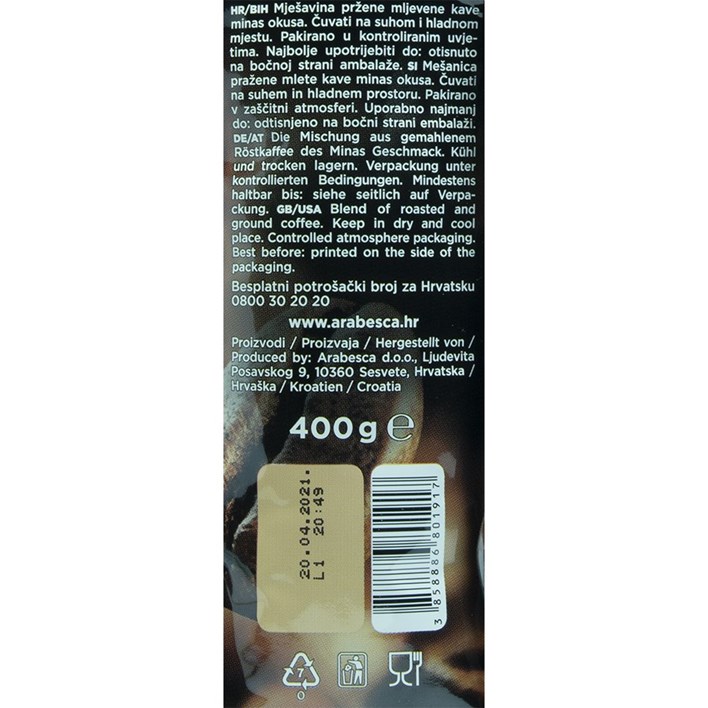 HR/BIH Mješavina pržene mljevene kave
minas okusa. Čuvati na suhom i hladnom
mjestu. Pakirano u kontroliranim uvje-
tima. Najbolje upotrijebiti do: otisnuto
na bočnoj strani ambalaže. SI Mešanica
pražene mlete kave minas okusa. Čuvati
na suhem in hladnem prostoru. Pakirano
v zaščitni atmosferi. Uporabno najmanj
do: odtisnjeno na bočni strani embalaži.
DE/AT Die Mischung aus gemahlenem
Röstkaffee des Minas Geschmack. Kühl
und trocken lagern. Verpackung unter
kontrollierten Bedingungen. Mindestens
haltbar bis: siehe seitlich auf Verpa-
ckung. GB/USA Blend of roasted and
ground coffee. Keep in dry and cool
place. Controlled atmosphere packaging.
Best before: printed on the side of the
packaging.
Besplatni potrošački broj za Hrvatsku
0800 30 20 20
www.arabesca.hr
Proizvodi / Proizvaja / Hergestellt von /
Produced by: Arabesca d.o.o., Ljudevita
Posavskog 9, 10360 Sesvete, Hrvatska /
Hrvaška / Kroatien / Croatia
400 g e
20.04.2021.
L1 20:49
3 858886 801917
7
O